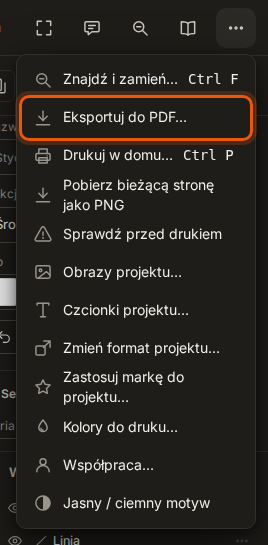 Znajdź i zamień... Ctrl F
Eksportuj do PDF...
Drukuj w domu... Ctrl P
Pobierz bieżącą stronę
jako PNG
Sprawdź przed drukiem
Obrazy projektu...
Czcionki projektu...
Zmień format projektu...
Zastosuj markę do
projektu...
Kolory do druku...
Współpraca...
Jasny / ciemny motyw
Linia